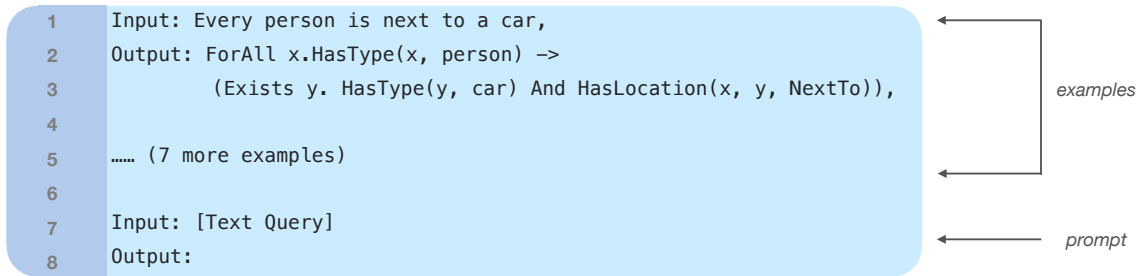 1 Input: Every person is next to a car,
2 Output: ForAll x.HasType(x, person) –>
3 (Exists y. HasType(y, car) And HasLocation(x, y, NextTo)),
examples
4
5 …… (7 more examples)
6
7 Input: [Text Query]
prompt
8 Output: